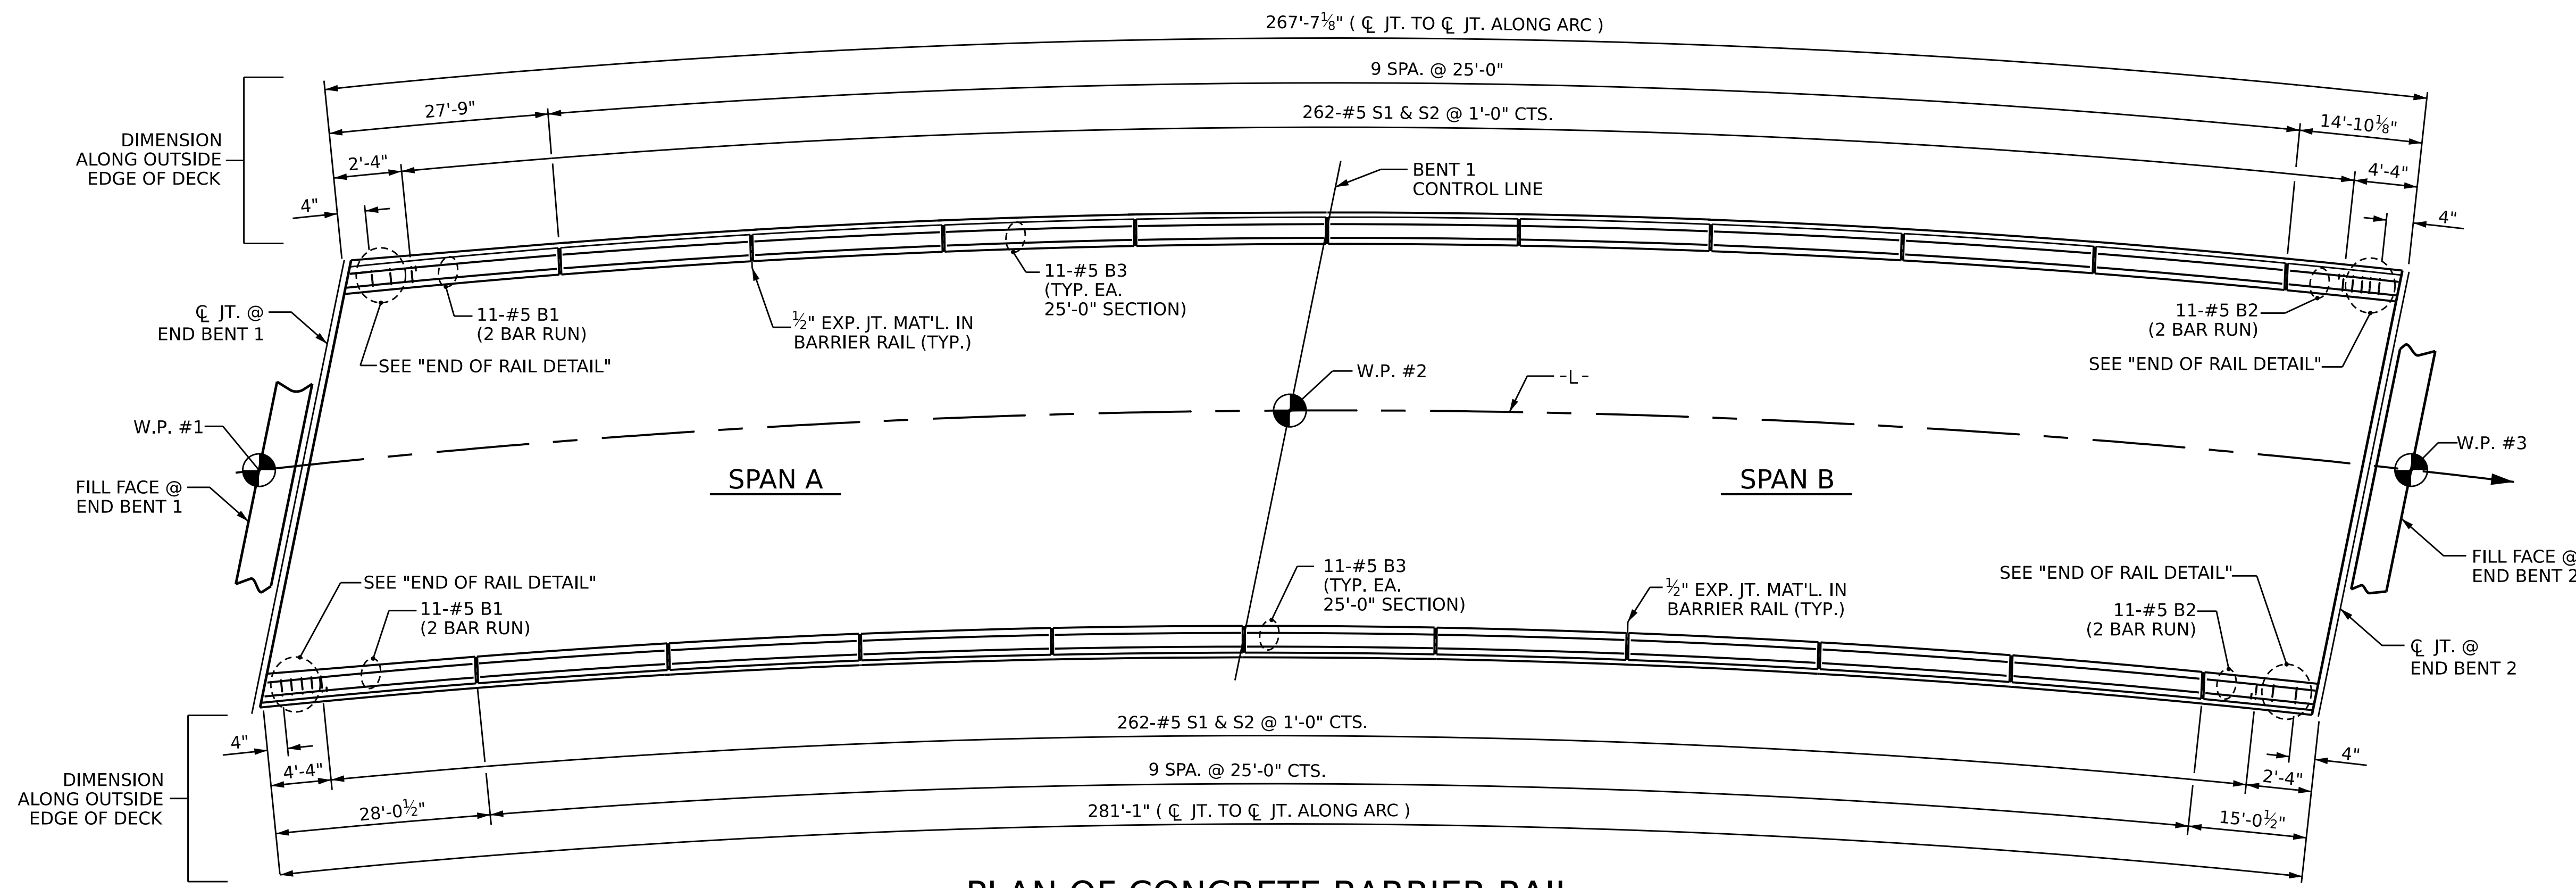 267'-7⅛" ( ℄ JT. TO ℄ JT. ALONG ARC )
9 SPA. @ 25'-0"
27'-9"
262-#5 S1 & S2 @ 1'-0" CTS.
14'-10⅛"
DIMENSION
ALONG OUTSIDE
EDGE OF DECK
2'-4"
4'-4"
BENT 1
CONTROL LINE
4"
4"
11-#5 B3
(TYP. EA.
25'-0" SECTION)
℄ JT. @
END BENT 1
11-#5 B1
(2 BAR RUN)
½" EXP. JT. MAT'L. IN
BARRIER RAIL (TYP.)
11-#5 B2
(2 BAR RUN)
SEE "END OF RAIL DETAIL"
SEE "END OF RAIL DETAIL"
W.P. #2
-L-
W.P. #1
W.P. #3
SPAN A
SPAN B
FILL FACE @
END BENT 1
FILL FACE @
END BENT 2
SEE "END OF RAIL DETAIL"
11-#5 B1
(2 BAR RUN)
11-#5 B3
(TYP. EA.
25'-0" SECTION)
½" EXP. JT. MAT'L. IN
BARRIER RAIL (TYP.)
SEE "END OF RAIL DETAIL"
11-#5 B2
(2 BAR RUN)
℄ JT. @
END BENT 2
262-#5 S1 & S2 @ 1'-0" CTS.
4"
4"
4'-4"
2'-4"
DIMENSION
ALONG OUTSIDE
EDGE OF DECK
9 SPA. @ 25'-0" CTS.
28'-0½"
15'-0½"
281'-1" ( ℄ JT. TO ℄ JT. ALONG ARC )
PLAN OF CONCRETE BARRIER RAIL